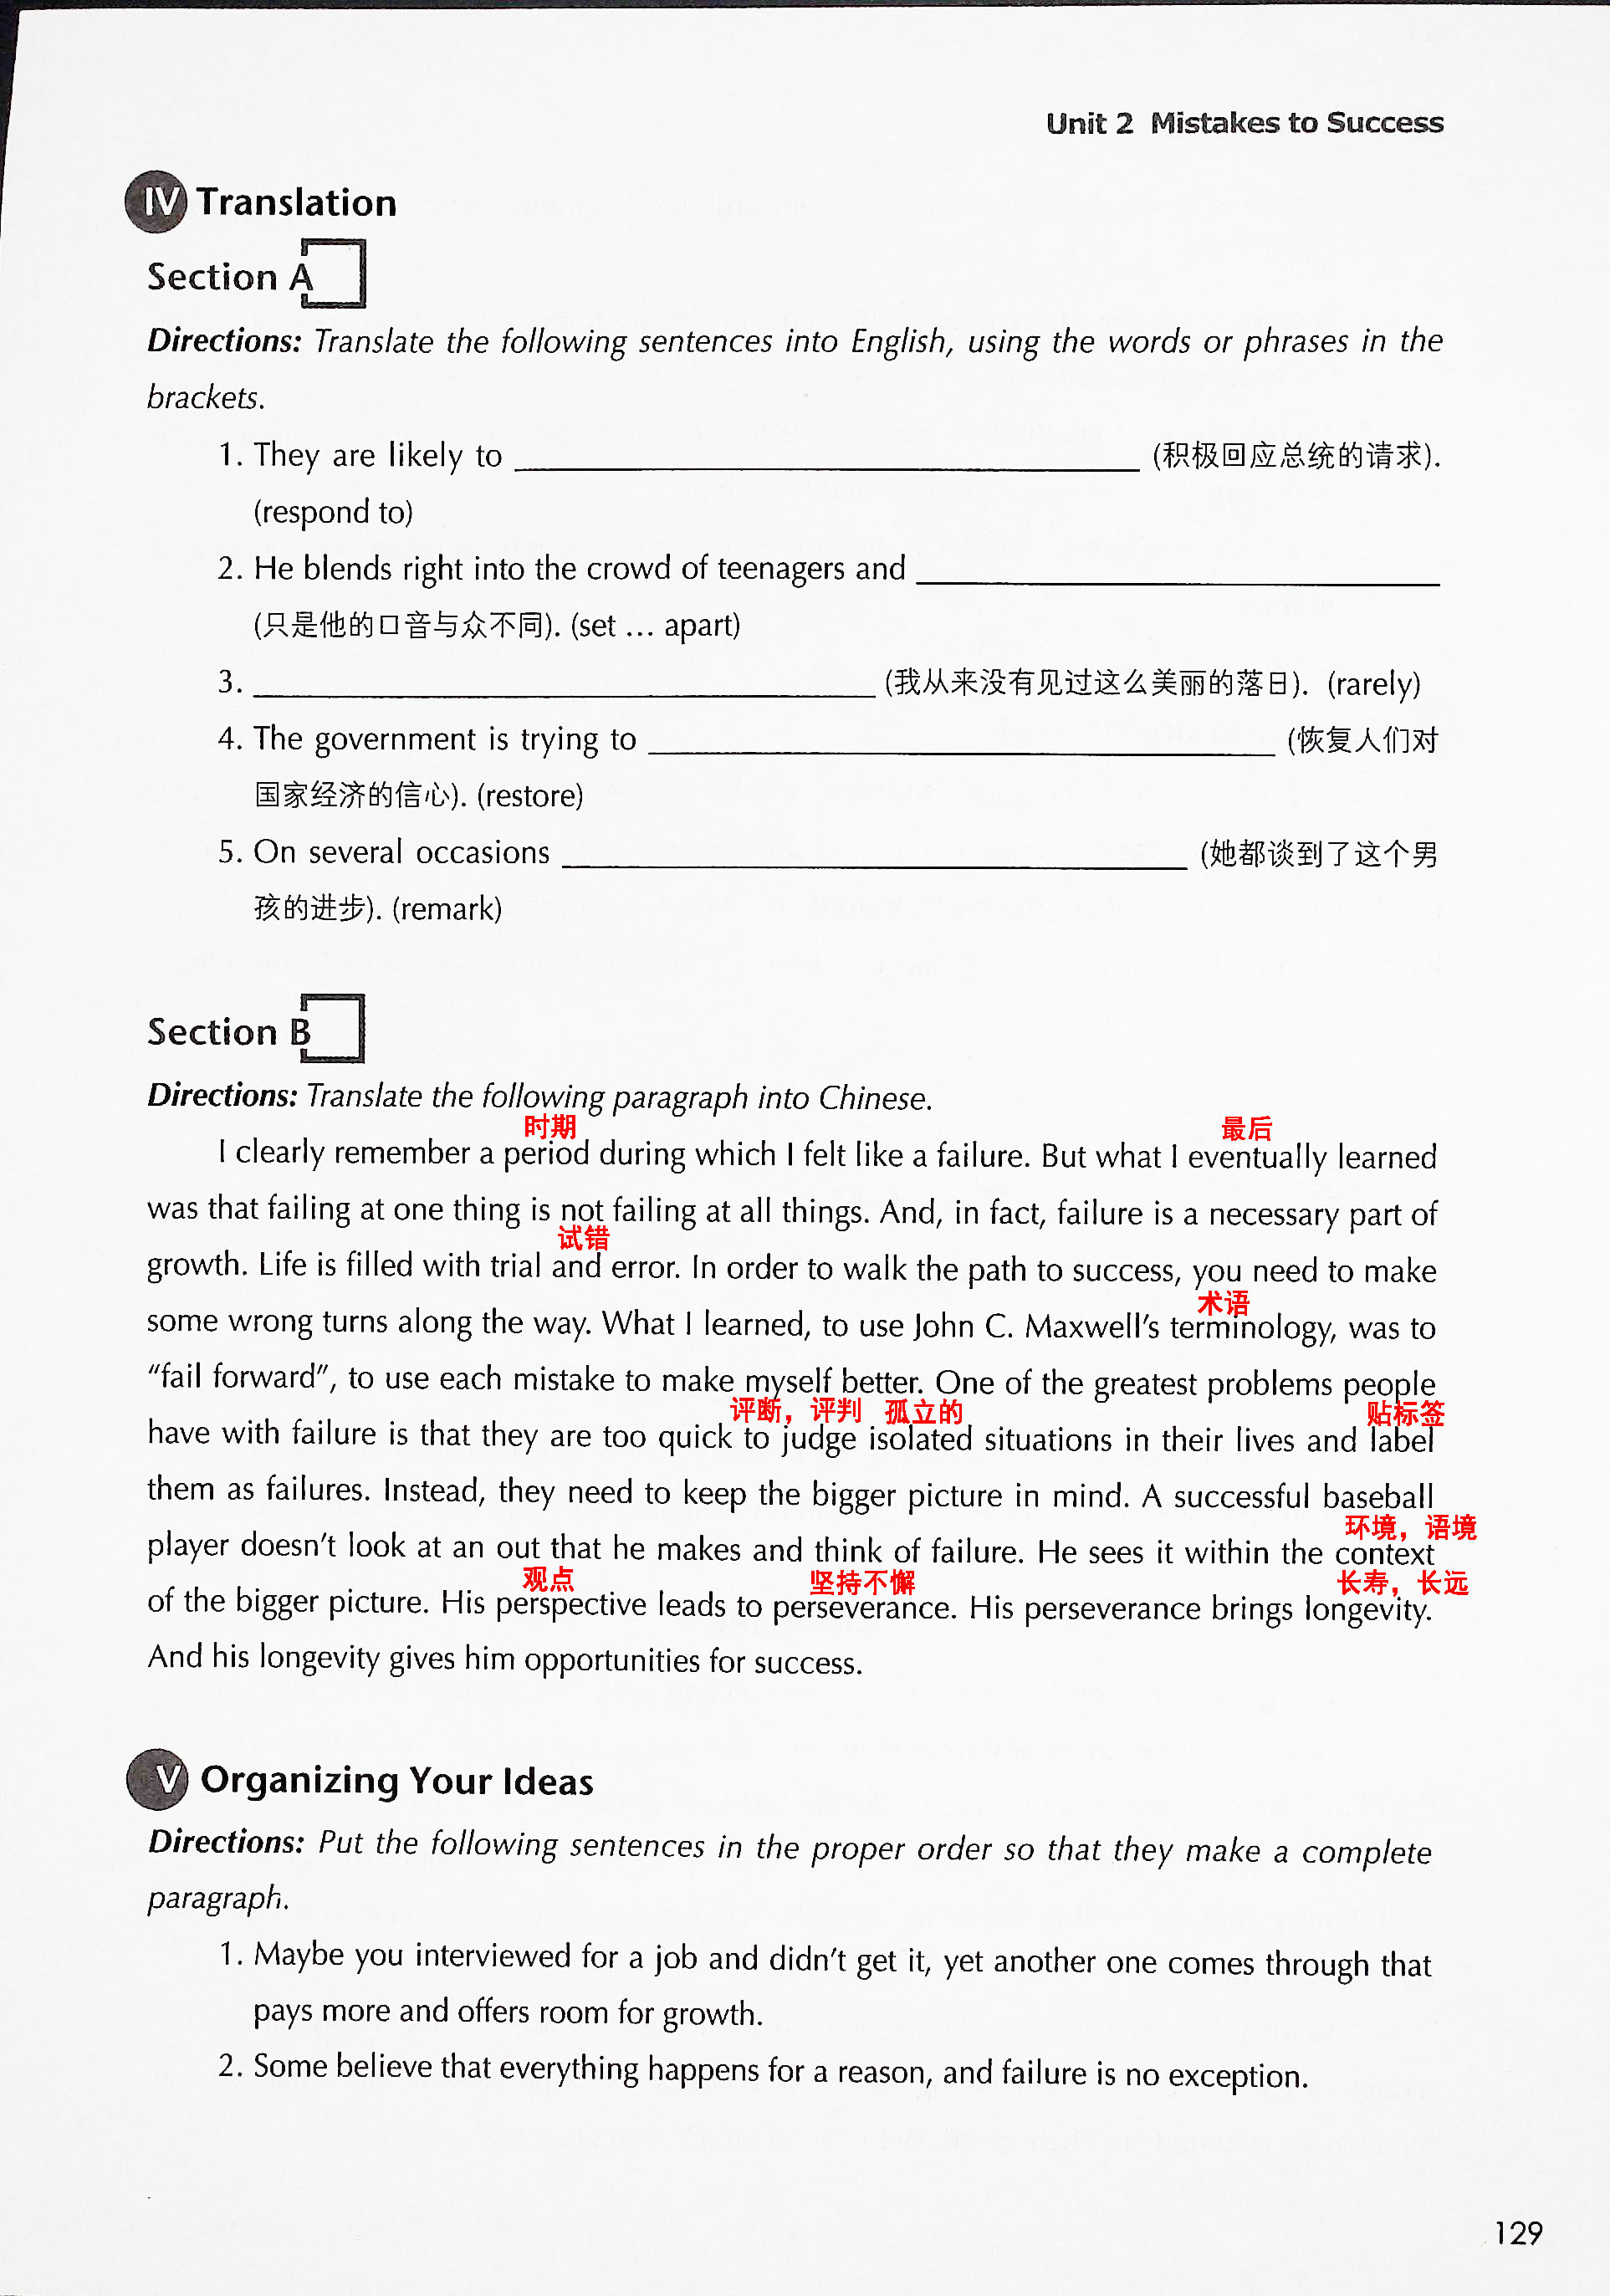 Unit 2 Mistakes to Success
IV Translation
Section A
Directions: Translate the following sentences into English, using the words or phrases in the
brackets.
1. They are likely to ______________________ (积极回应总统的请求).
(respond to)
2. He blends right into the crowd of teenagers and ______________________
(只是他的口音与众不同). (set ... apart)
3. ______________________ (我从来没有见过这么美丽的落日). (rarely)
4. The government is trying to ______________________ (恢复人们对
国家经济的信心). (restore)
5. On several occasions ______________________ (她都谈到了这个男
孩的进步). (remark)
Section B
Directions: Translate the following paragraph into Chinese.
时期 最后
I clearly remember a period during which I felt like a failure. But what I eventually learned
was that failing at one thing is not failing at all things. And, in fact, failure is a necessary part of
试错
growth. Life is filled with trial and error. In order to walk the path to success, you need to make
术语
some wrong turns along the way. What I learned, to use John C. Maxwell's terminology, was to
"fail forward", to use each mistake to make myself better. One of the greatest problems people
评断，评判 孤立的 贴标签
have with failure is that they are too quick to judge isolated situations in their lives and label
them as failures. Instead, they need to keep the bigger picture in mind. A successful baseball
环境，语境
player doesn't look at an out that he makes and think of failure. He sees it within the context
观点 坚持不懈 长寿，长远
of the bigger picture. His perspective leads to perseverance. His perseverance brings longevity.
And his longevity gives him opportunities for success.
V Organizing Your Ideas
Directions: Put the following sentences in the proper order so that they make a complete
paragraph.
1. Maybe you interviewed for a job and didn't get it, yet another one comes through that
pays more and offers room for growth.
2. Some believe that everything happens for a reason, and failure is no exception.
129